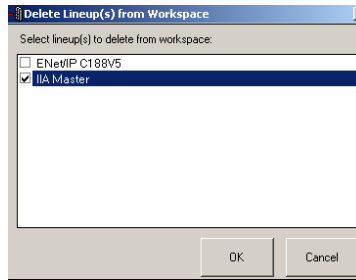 Delete Lineup(s) from Workspace
Select lineup(s) to delete from workspace:
ENet/IP C188V5
IIA Master
OK
Cancel